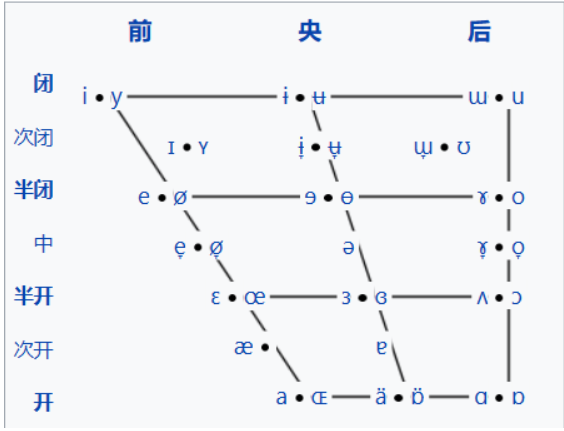 前 央 后
闭 i • y ɨ • ʉ ɯ • u
次闭 ɪ • ʏ ɨ̞ • ʉ̞ ɯ̞ • ʊ
半闭 e • ø ɘ • ɵ ɤ • o
中 e̞ • ø̞ ə ɤ̞ • o̞
半开 ɛ • œ ɜ • ɞ ʌ • ɔ
次开 æ • ɐ
开 a • ɶ ä • ɒ̈ ɑ • ɒ